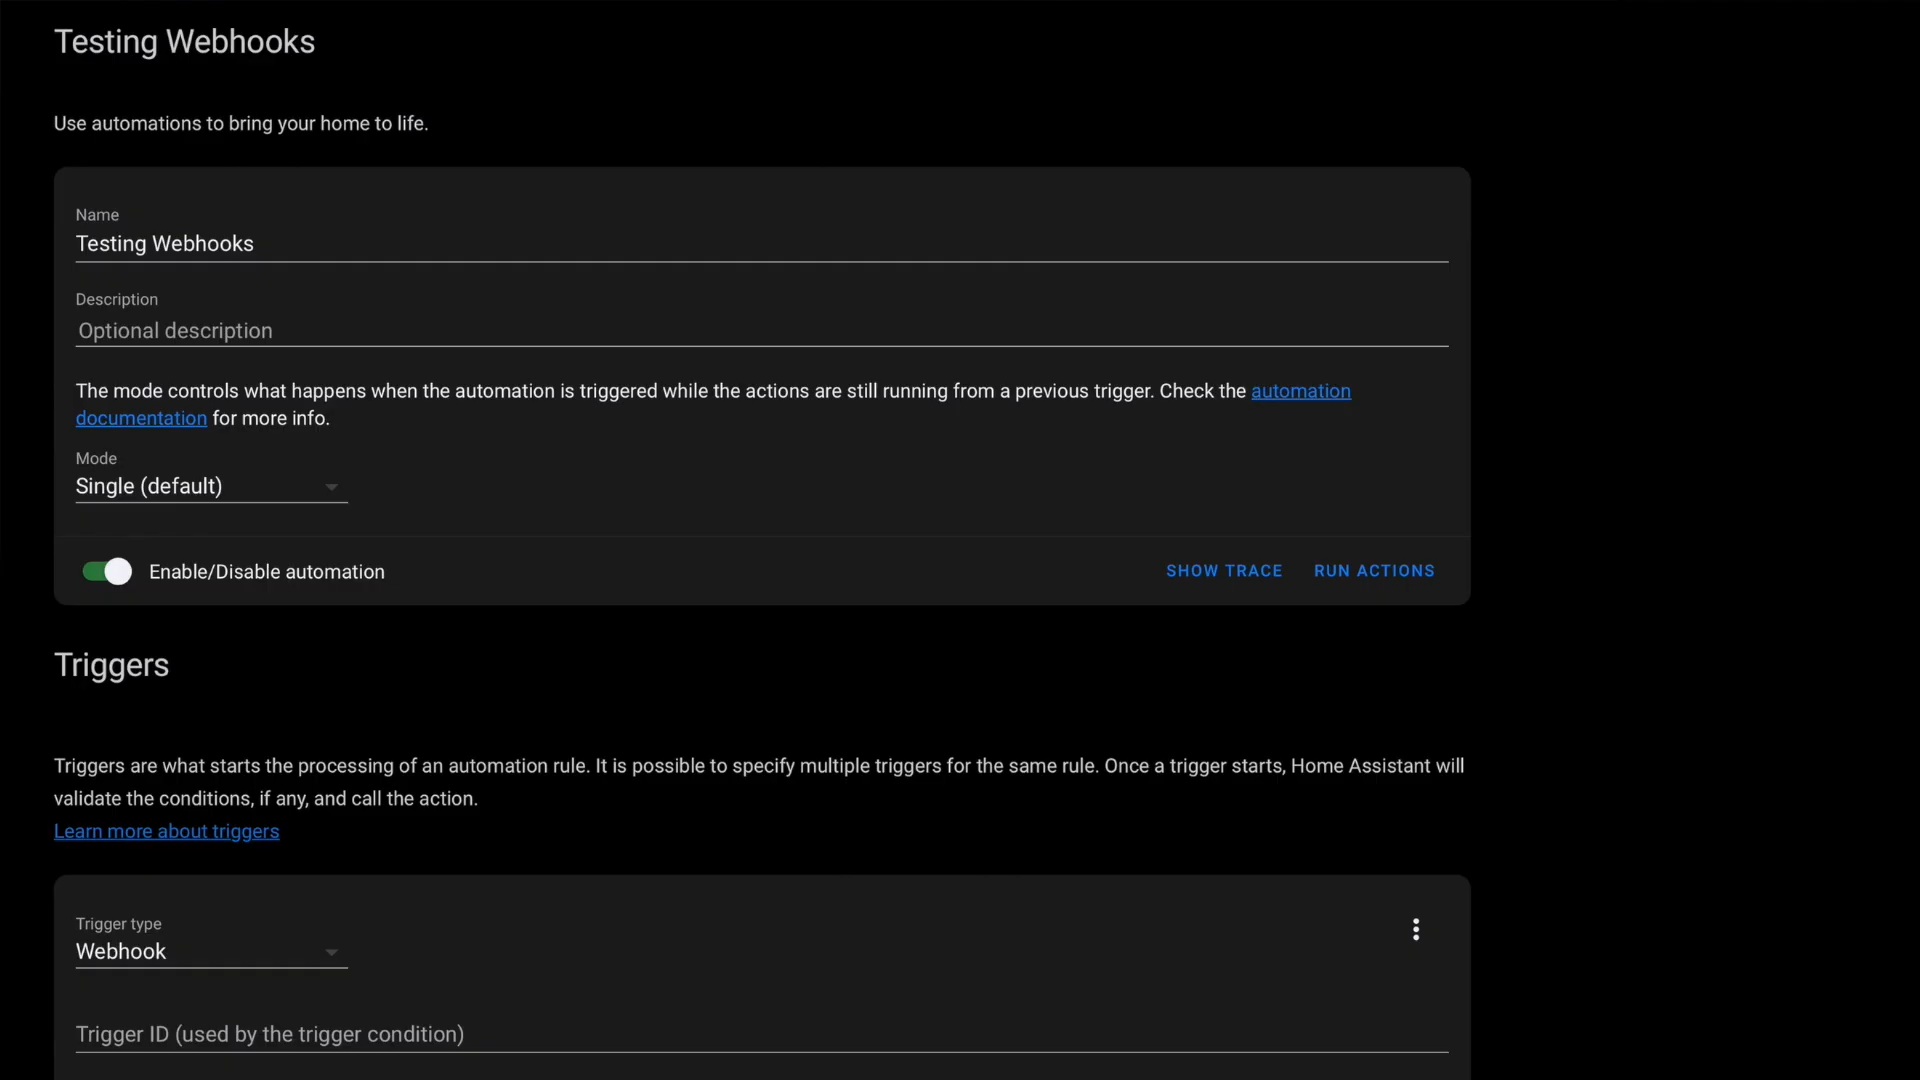 Testing Webhooks
Use automations to bring your home to life.
Name
Testing Webhooks
Description
Optional description
The mode controls what happens when the automation is triggered while the actions are still running from a previous trigger. Check the automation
documentation for more info.
Mode
Single (default)
Enable/Disable automation
SHOW TRACE
RUN ACTIONS
Triggers
Triggers are what starts the processing of an automation rule. It is possible to specify multiple triggers for the same rule. Once a trigger starts, Home Assistant will
validate the conditions, if any, and call the action.
Learn more about triggers
Trigger type
Webhook
Trigger ID (used by the trigger condition)